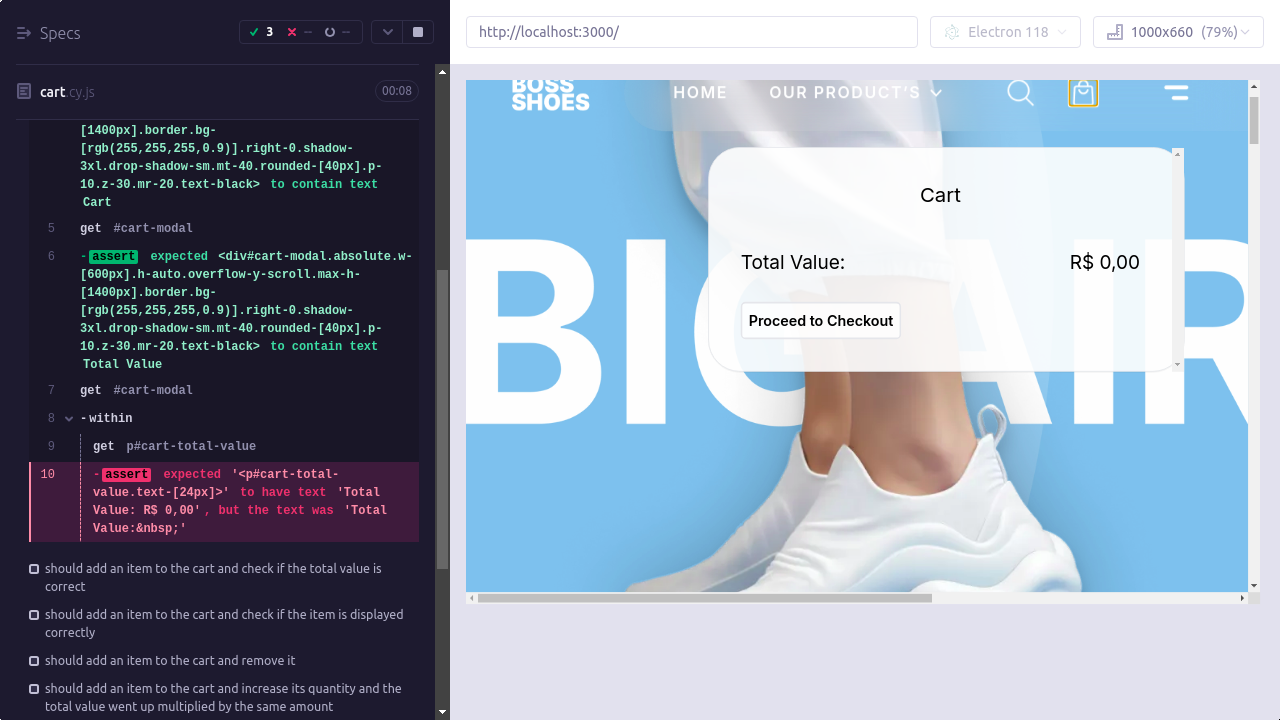 Specs
3
--
--
cart.cy.js
00:08
[1400px].border.bg-
[rgb(255,255,255,0.9)].right-0.shadow-
3xl.drop-shadow-sm.mt-40.rounded-[40px].p-
10.z-30.mr-20.text-black> to contain text
Cart
5 get #cart-modal
6 -assert expected <div#cart-modal.absolute.w-
[600px].h-auto.overflow-y-scroll.max-h-
[1400px].border.bg-
[rgb(255,255,255,0.9)].right-0.shadow-
3xl.drop-shadow-sm.mt-40.rounded-[40px].p-
10.z-30.mr-20.text-black> to contain text
Total Value
7 get #cart-modal
8 -within
9 get p#cart-total-value
10 -assert expected '<p#cart-total-
value.text-[24px]>' to have text 'Total
Value: R$ 0,00', but the text was 'Total
Value:&nbsp;'
should add an item to the cart and check if the total value is
correct
should add an item to the cart and check if the item is displayed
correctly
should add an item to the cart and remove it
should add an item to the cart and increase its quantity and the
total value went up multiplied by the same amount
http://localhost:3000/
Electron 118
1000x660 (79%)
BOSS
SHOES
HOME
OUR PRODUCT'S
Cart
Total Value: R$ 0,00
Proceed to Checkout
BIG AIR